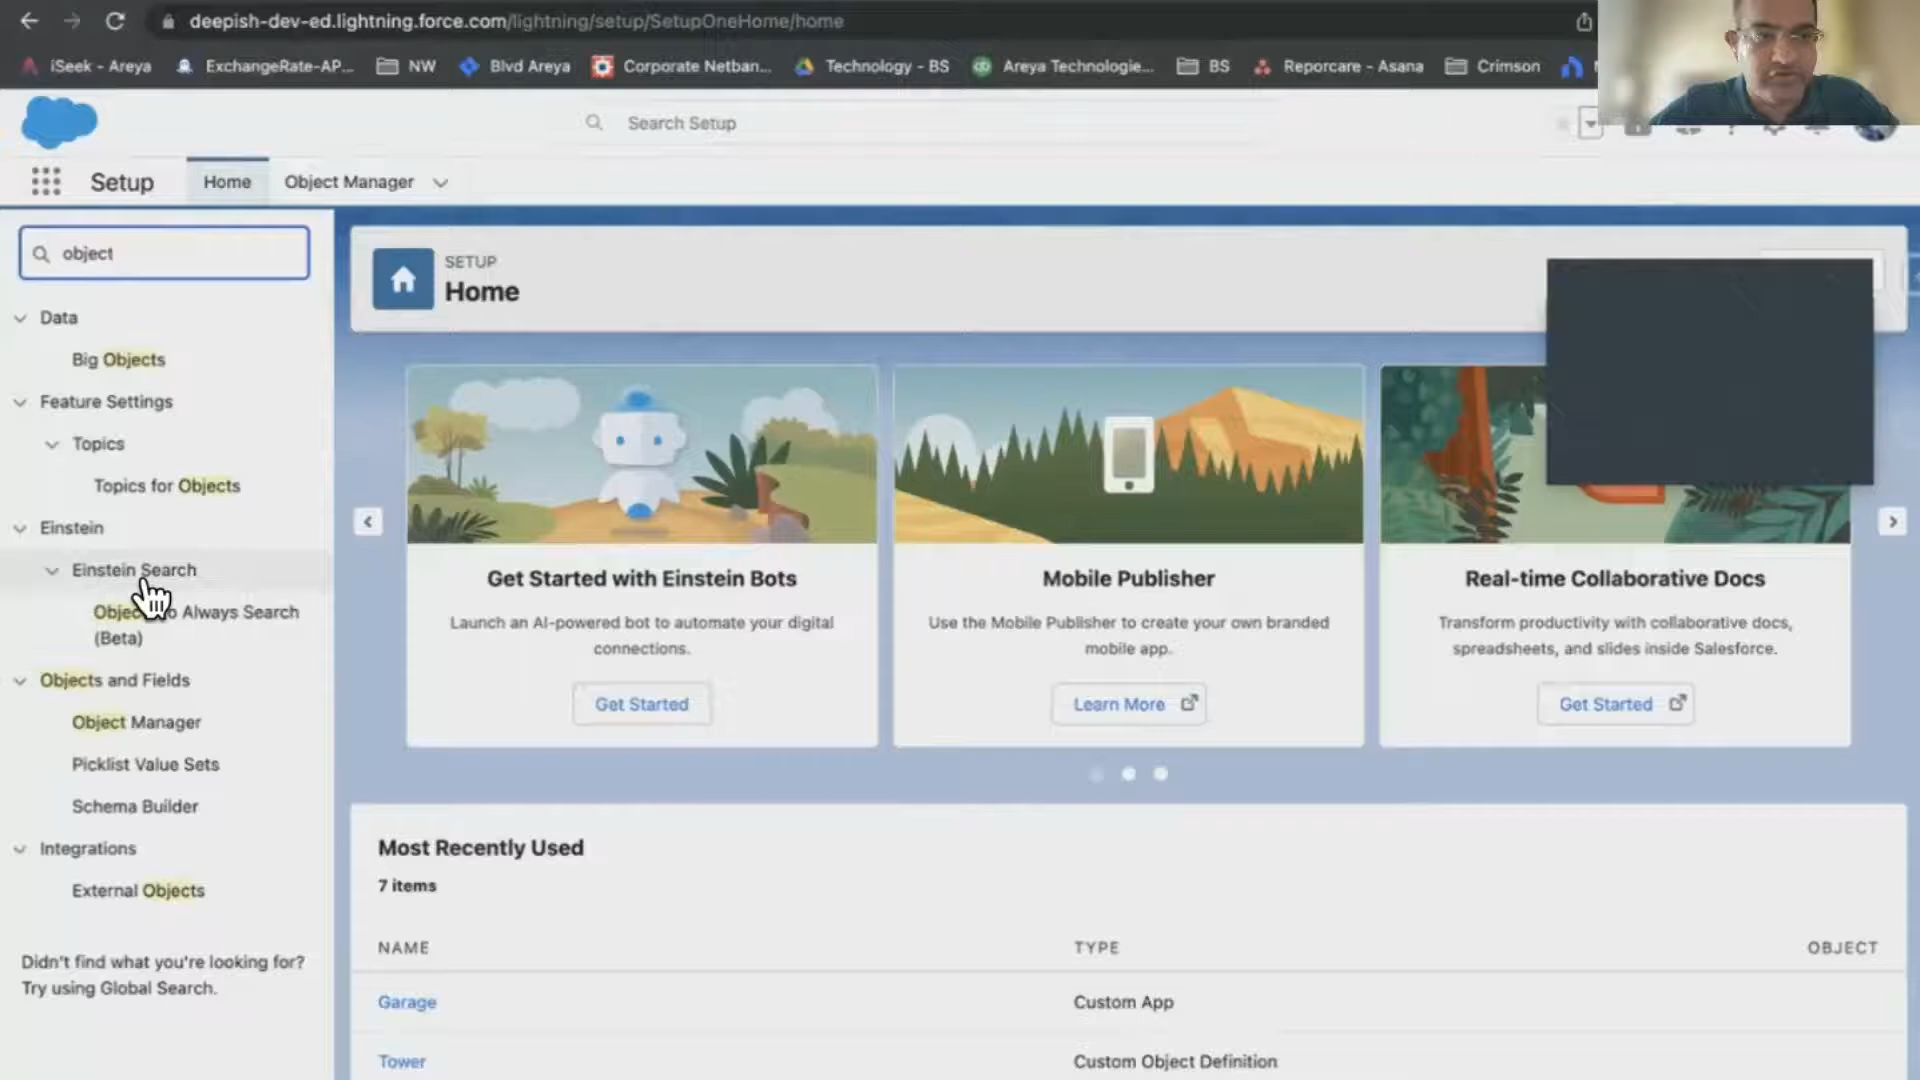 deepish-dev-ed.lightning.force.com/lightning/setup/SetupOneHome/home
iSeek - Areya
ExchangeRate-AP...
NW
Blvd Areya
Corporate Netban...
Technology - BS
Areya Technologie...
BS
Reporcare - Asana
Crimson
Search Setup
Setup
Home
Object Manager
object
Data
Big Objects
Feature Settings
Topics
Topics for Objects
Einstein
Einstein Search
Always Search
(Beta)
Objects and Fields
Object Manager
Picklist Value Sets
Schema Builder
Integrations
External Objects
Didn't find what you're looking for?
Try using Global Search.
SETUP
Home
Get Started with Einstein Bots
Launch an AI-powered bot to automate your digital
connections.
Get Started
Mobile Publisher
Use the Mobile Publisher to create your own branded
mobile app.
Learn More
Real-time Collaborative Docs
Transform productivity with collaborative docs,
spreadsheets, and slides inside Salesforce.
Get Started
Most Recently Used
7 items
NAME
TYPE
OBJECT
Garage
Custom App
Tower
Custom Object Definition